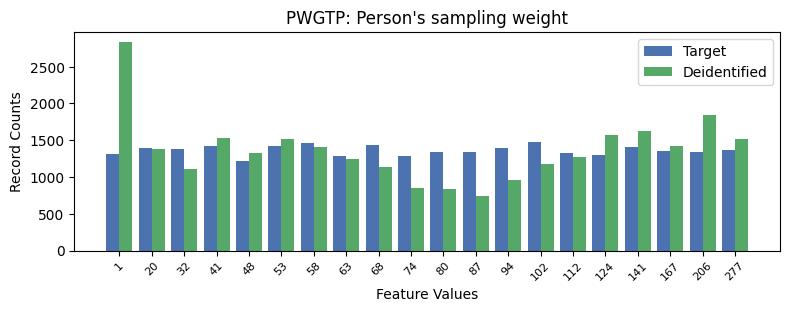 PWGTP: Person's sampling weight
Target
Deidentified
Record Counts
2500
2000
1500
1000
500
0
1 20 32 41 48 53 58 63 68 74 80 87 94 102 112 124 141 167 206 277
Feature Values